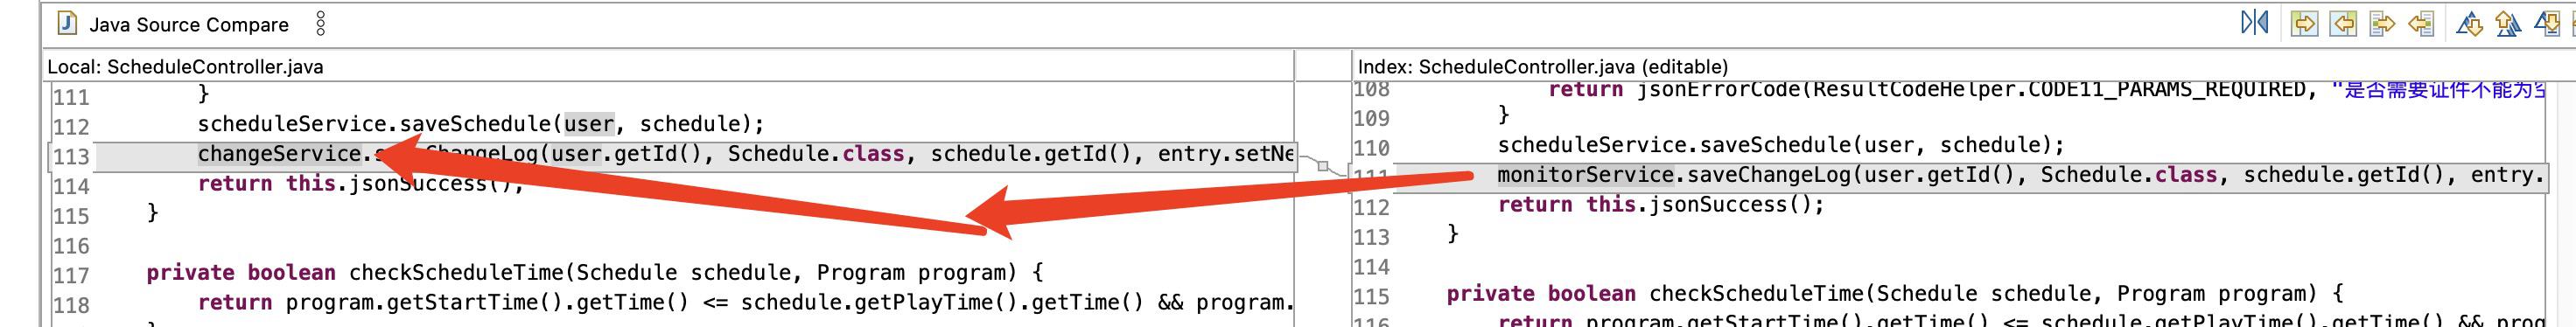 Java Source Compare
Local: ScheduleController.java
111 }
112 scheduleService.saveSchedule(user, schedule);
113 changeService. ChangeLog(user.getId(), Schedule.class, schedule.getId(), entry.setNe
114 return this.jsonSuccess();
115 }
116
117 private boolean checkScheduleTime(Schedule schedule, Program program) {
118 return program.getStartTime().getTime() <= schedule.getPlayTime().getTime() && program.
Index: ScheduleController.java (editable)
108 return jsonErrorCode(ResultCodeHelper.CODE11_PARAMS_REQUIRED, "是否需要证件不能为空
109 }
110 scheduleService.saveSchedule(user, schedule);
111 monitorService.saveChangeLog(user.getId(), Schedule.class, schedule.getId(), entry.
112 return this.jsonSuccess();
113 }
114
115 private boolean checkScheduleTime(Schedule schedule, Program program) {
116 return program.getStartTime().getTime() <= schedule.getPlayTime().getTime() && prog